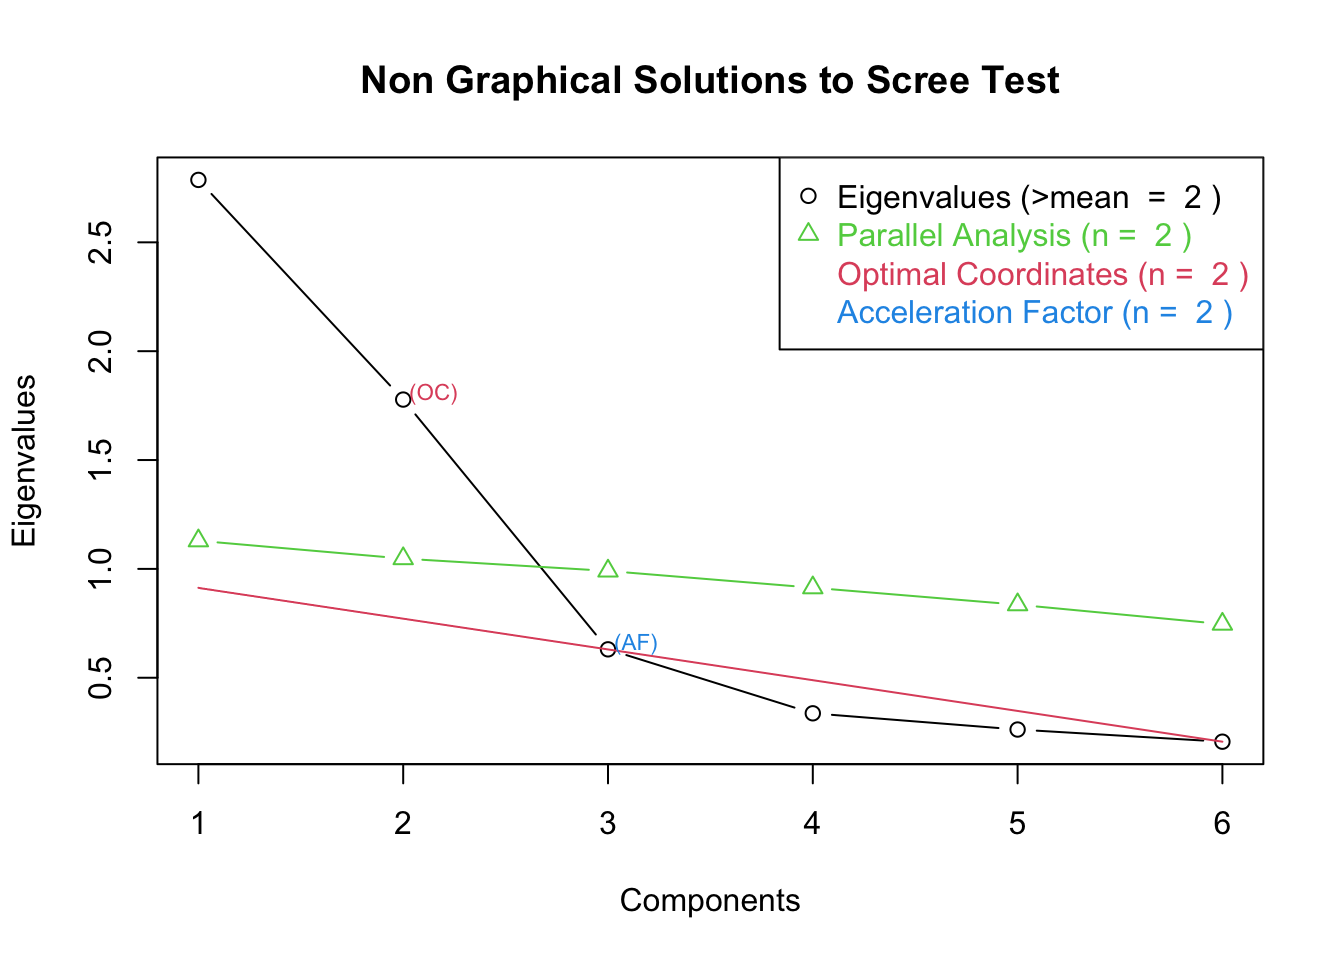 Non Graphical Solutions to Scree Test
Eigenvalues (>mean  =  2 )
Parallel Analysis (n =  2 )
Optimal Coordinates (n =  2 )
Acceleration Factor (n =  2 )
(OC)
(AF)
Eigenvalues
2.5
2.0
1.5
1.0
0.5
1 2 3 4 5 6
Components